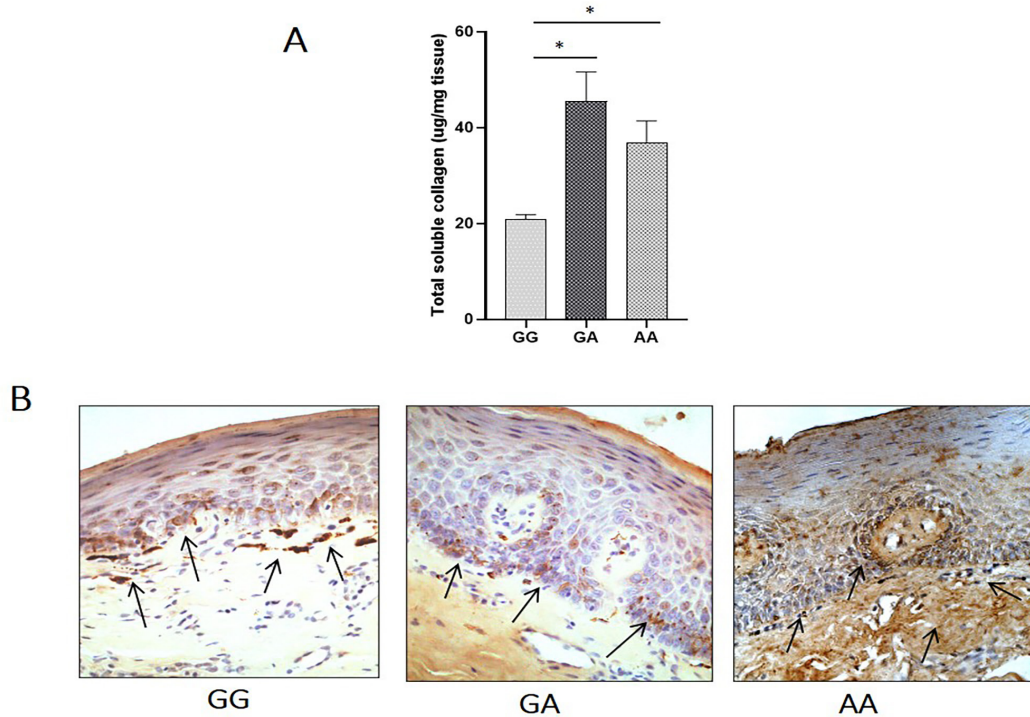 A
Total soluble collagen (ug/mg tissue)
60
40
20
0
*
*
GG GA AA
B
GG GA AA